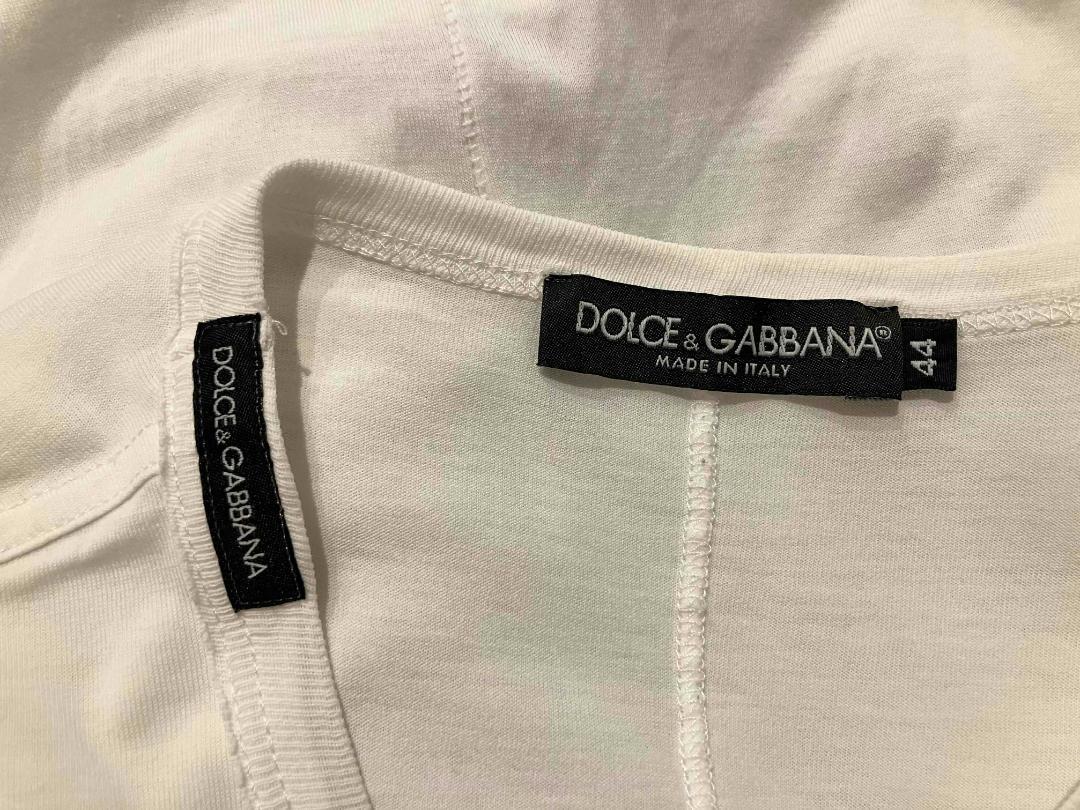 DOLCE & GABBANA®
MADE IN ITALY
44
DOLCE & GABBANA